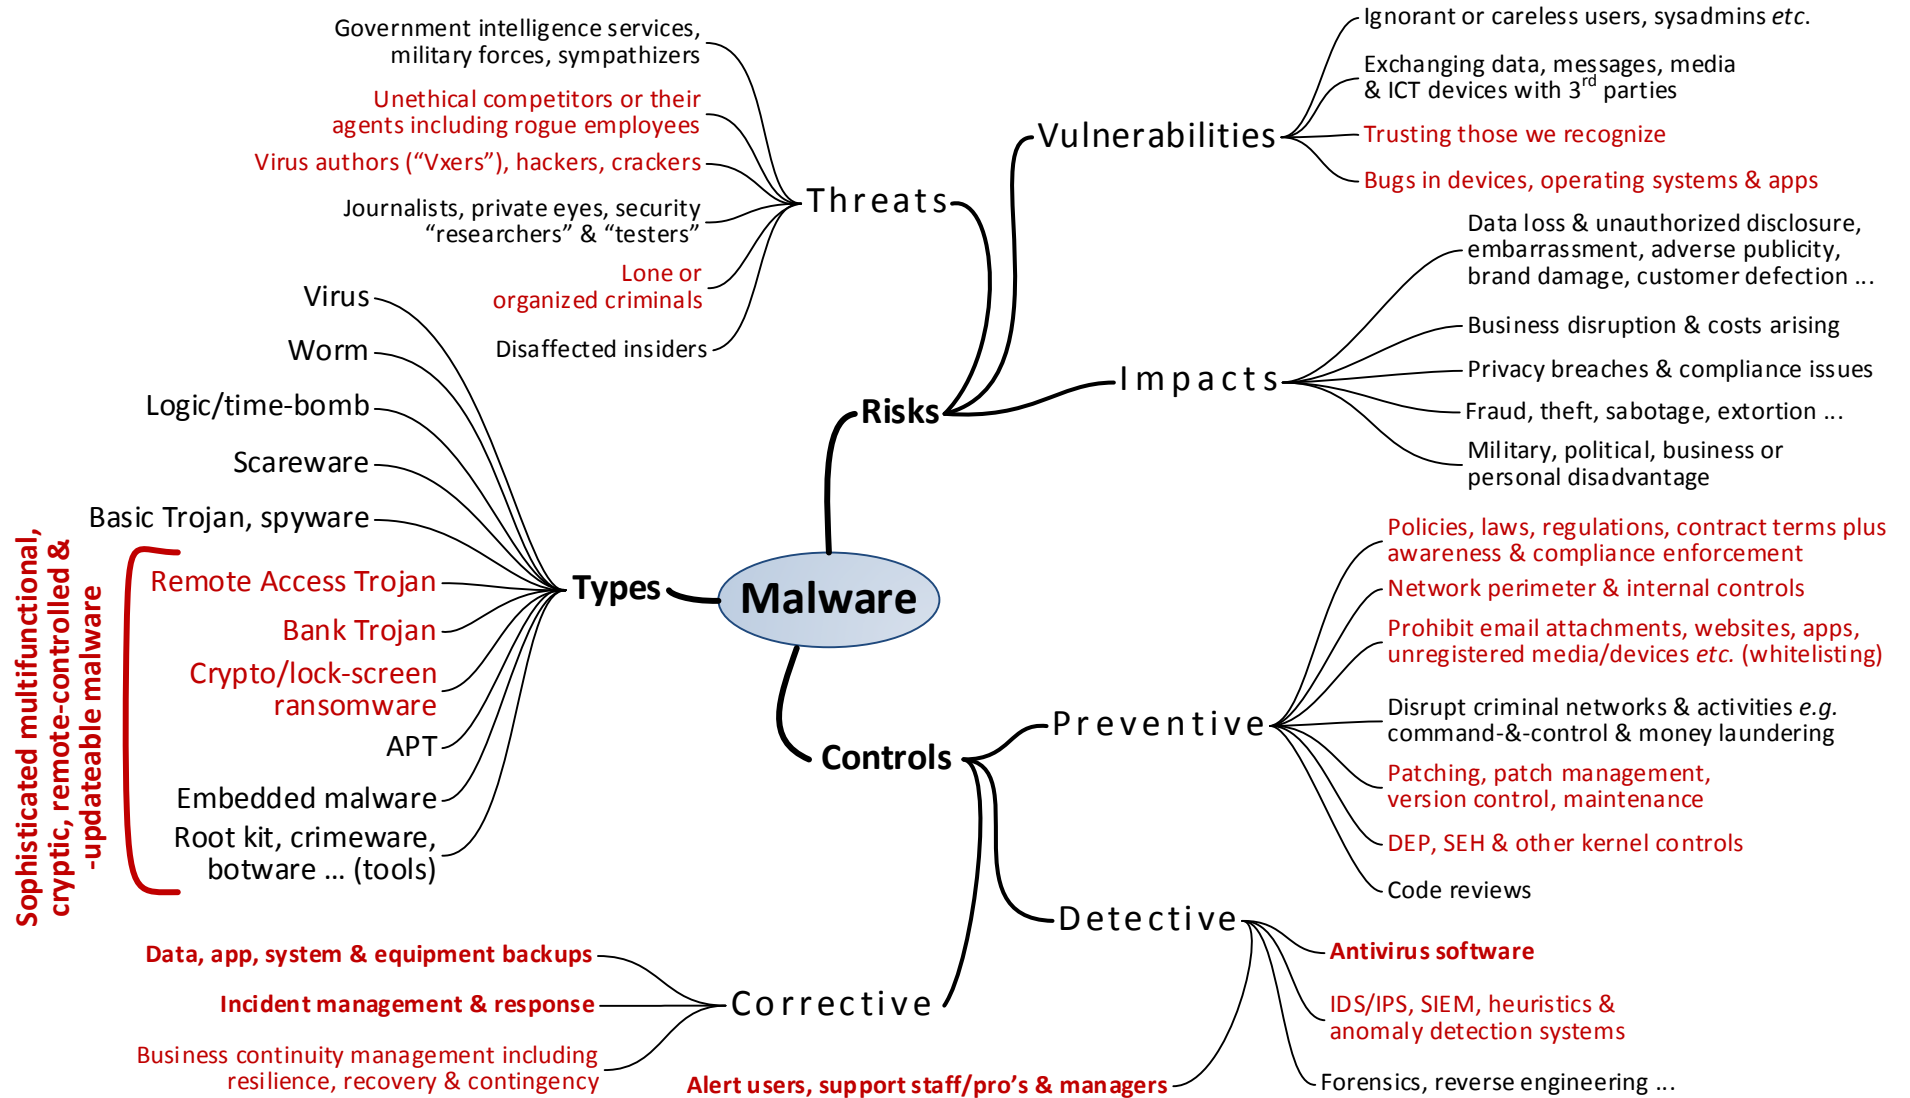 Government intelligence services,
military forces, sympathizers
Unethical competitors or their
agents including rogue employees
Virus authors (“Vxers”), hackers, crackers
Journalists, private eyes, security
“researchers” & “testers”
Lone or
organized criminals
Disaffected insiders
Threats
Ignorant or careless users, sysadmins etc.
Exchanging data, messages, media
& ICT devices with 3rd parties
Trusting those we recognize
Bugs in devices, operating systems & apps
Vulnerabilities
Data loss & unauthorized disclosure,
embarrassment, adverse publicity,
brand damage, customer defection ...
Business disruption & costs arising
Privacy breaches & compliance issues
Fraud, theft, sabotage, extortion ...
Military, political, business or
personal disadvantage
Impacts
Risks
Virus
Worm
Logic/time-bomb
Scareware
Basic Trojan, spyware
Remote Access Trojan
Bank Trojan
Crypto/lock-screen
ransomware
APT
Embedded malware
Root kit, crimeware,
botware ... (tools)
Sophisticated multifunctional,
cryptic, remote-controlled &
-updateable malware
Types
Malware
Controls
Preventive
Policies, laws, regulations, contract terms plus
awareness & compliance enforcement
Network perimeter & internal controls
Prohibit email attachments, websites, apps,
unregistered media/devices etc. (whitelisting)
Disrupt criminal networks & activities e.g.
command-&-control & money laundering
Patching, patch management,
version control, maintenance
DEP, SEH & other kernel controls
Code reviews
Detective
Antivirus software
IDS/IPS, SIEM, heuristics &
anomaly detection systems
Forensics, reverse engineering ...
Alert users, support staff/pro’s & managers
Corrective
Data, app, system & equipment backups
Incident management & response
Business continuity management including
resilience, recovery & contingency